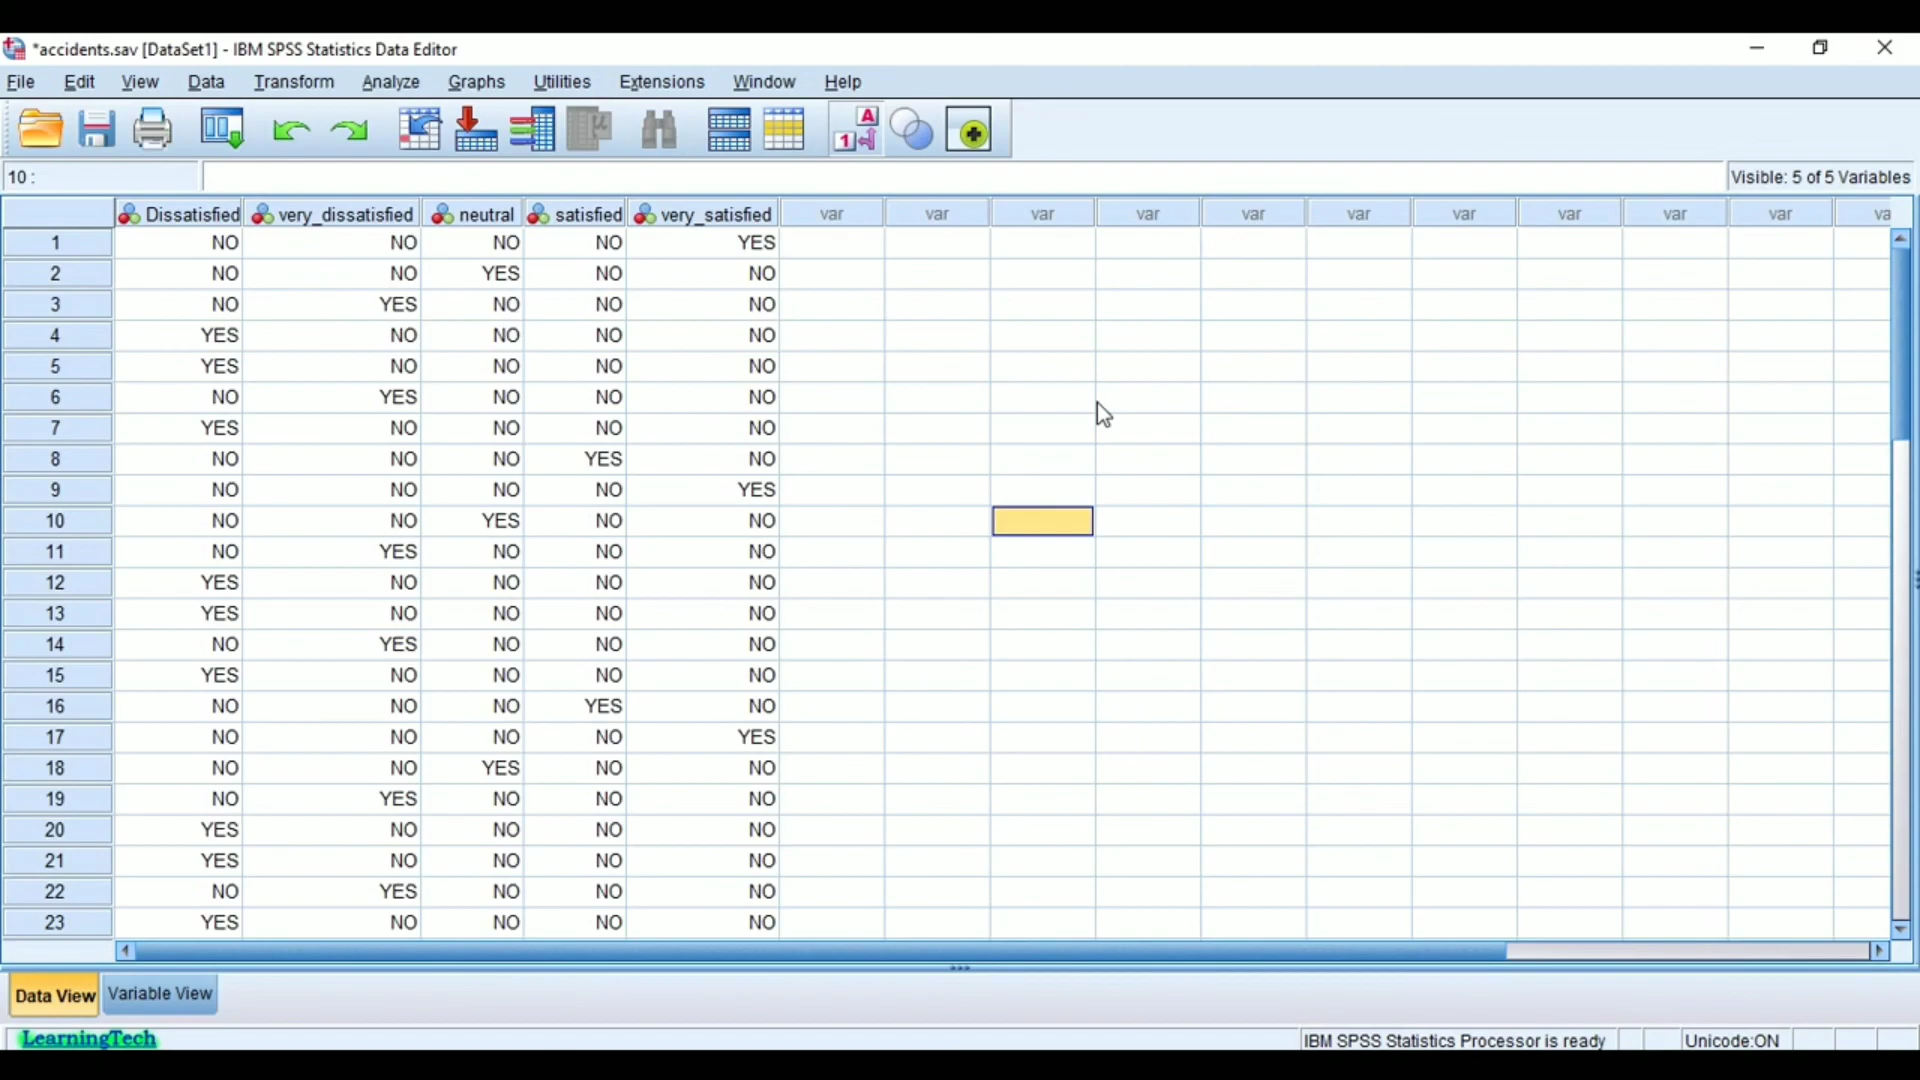 *accidents.sav [DataSet1] - IBM SPSS Statistics Data Editor
File Edit View Data Transform Analyze Graphs Utilities Extensions Window Help
10 :
Visible: 5 of 5 Variables
Dissatisfied very_dissatisfied neutral satisfied very_satisfied var var var var var var var var var var va
1 NO NO NO NO YES
2 NO NO YES NO NO
3 NO YES NO NO NO
4 YES NO NO NO NO
5 YES NO NO NO NO
6 NO YES NO NO NO
7 YES NO NO NO NO
8 NO NO NO YES NO
9 NO NO NO NO YES
10 NO NO YES NO NO
11 NO YES NO NO NO
12 YES NO NO NO NO
13 YES NO NO NO NO
14 NO YES NO NO NO
15 YES NO NO NO NO
16 NO NO NO YES NO
17 NO NO NO NO YES
18 NO NO YES NO NO
19 NO YES NO NO NO
20 YES NO NO NO NO
21 YES NO NO NO NO
22 NO YES NO NO NO
23 YES NO NO NO NO
Data View Variable View
LearningTech
IBM SPSS Statistics Processor is ready Unicode:ON